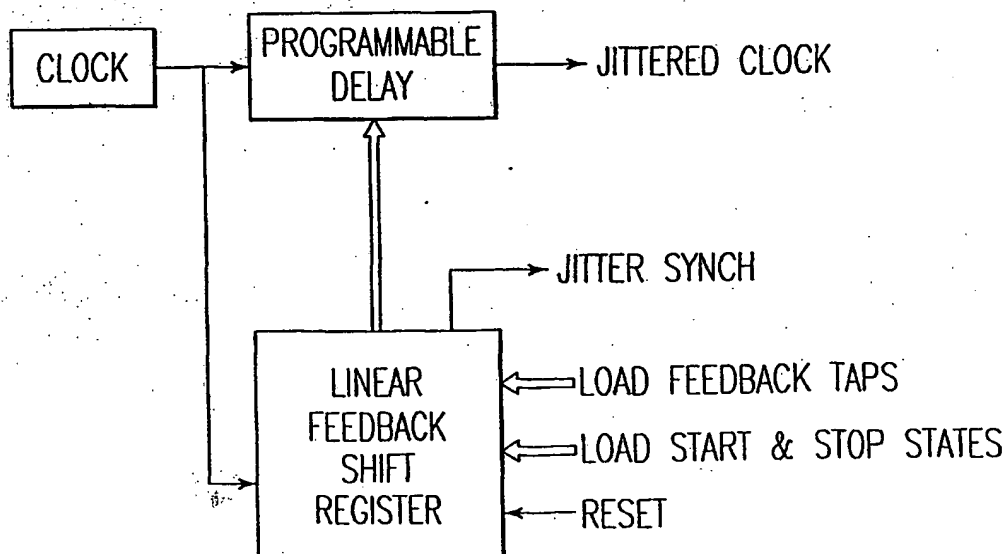 CLOCK
PROGRAMMABLE
DELAY
JITTERED CLOCK
JITTER SYNCH
LINEAR
FEEDBACK
SHIFT
REGISTER
LOAD FEEDBACK TAPS
LOAD START & STOP STATES
RESET